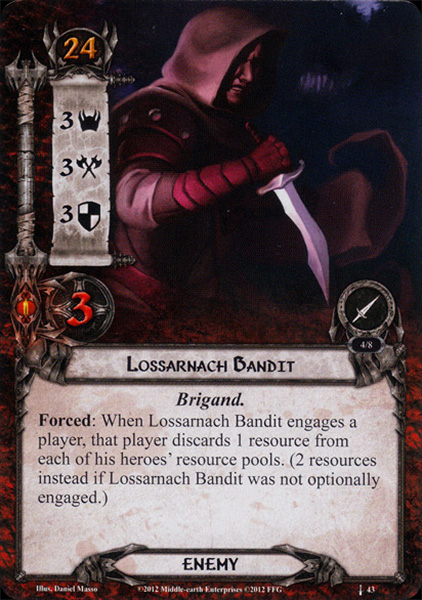 24
3
3
3
3
4/8
LOSSARNACH BANDIT
Brigand.
Forced: When Lossarnach Bandit engages a
player, that player discards 1 resource from
each of his heroes' resource pools. (2 resources
instead if Lossarnach Bandit was not optionally
engaged.)
ENEMY
Illus. Daniel Masso ©2012 Middle-earth Enterprises ©2012 FFG 43